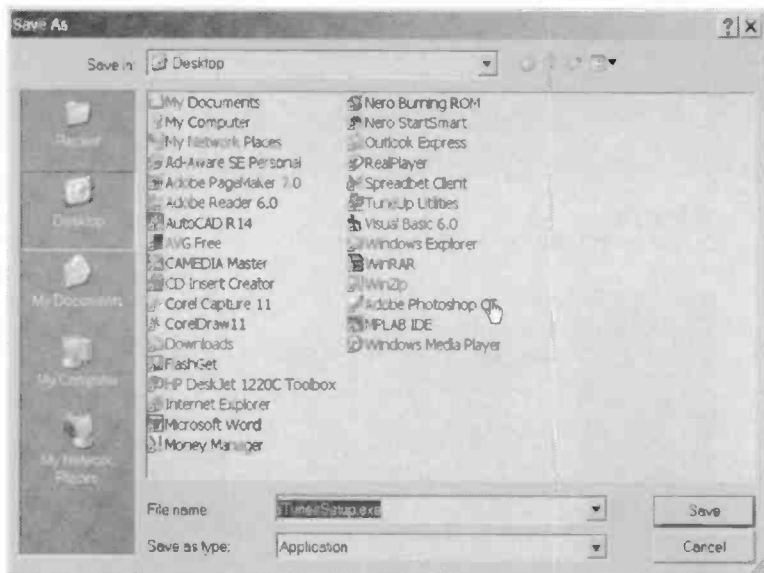 Save As
Save in:
Desktop
Recent
Desktop
My Documents
My Computer
My Network
Places
My Documents
My Computer
My Network Places
Ad-Aware SE Personal
Adobe PageMaker 7.0
Adobe Reader 6.0
AutoCAD R14
AVG Free
CAMEDIA Master
CD Insert Creator
Corel Capture 11
CorelDraw11
Downloads
FlashGet
HP DeskJet 1220C Toolbox
Internet Explorer
Microsoft Word
Money Manager
Nero Burning ROM
Nero StartSmart
Outlook Express
RealPlayer
Spreadbet Client
TuneUp Utilities
Visual Basic 6.0
Windows Explorer
WinRAR
WinZip
Adobe Photoshop
MPLAB IDE
Windows Media Player
File name
iTunesSetup.exe
Save
Save as type:
Application
Cancel